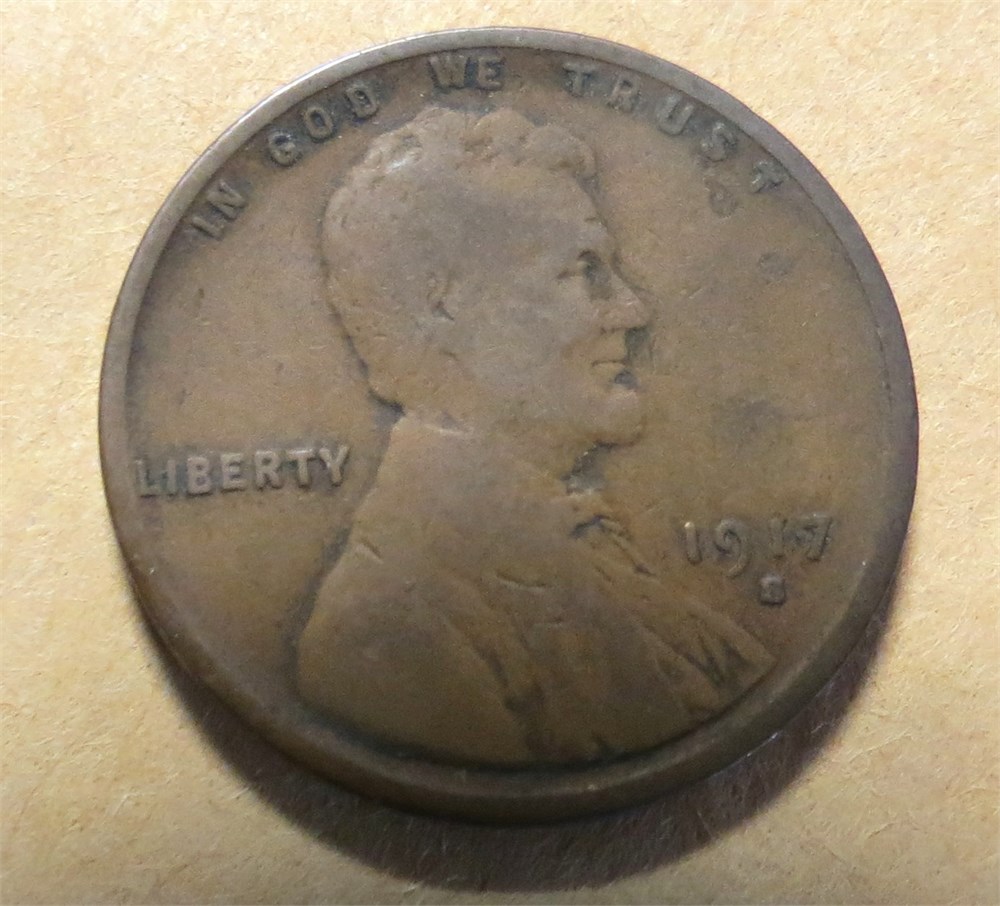 IN GOD WE TRUST
LIBERTY
1917
S